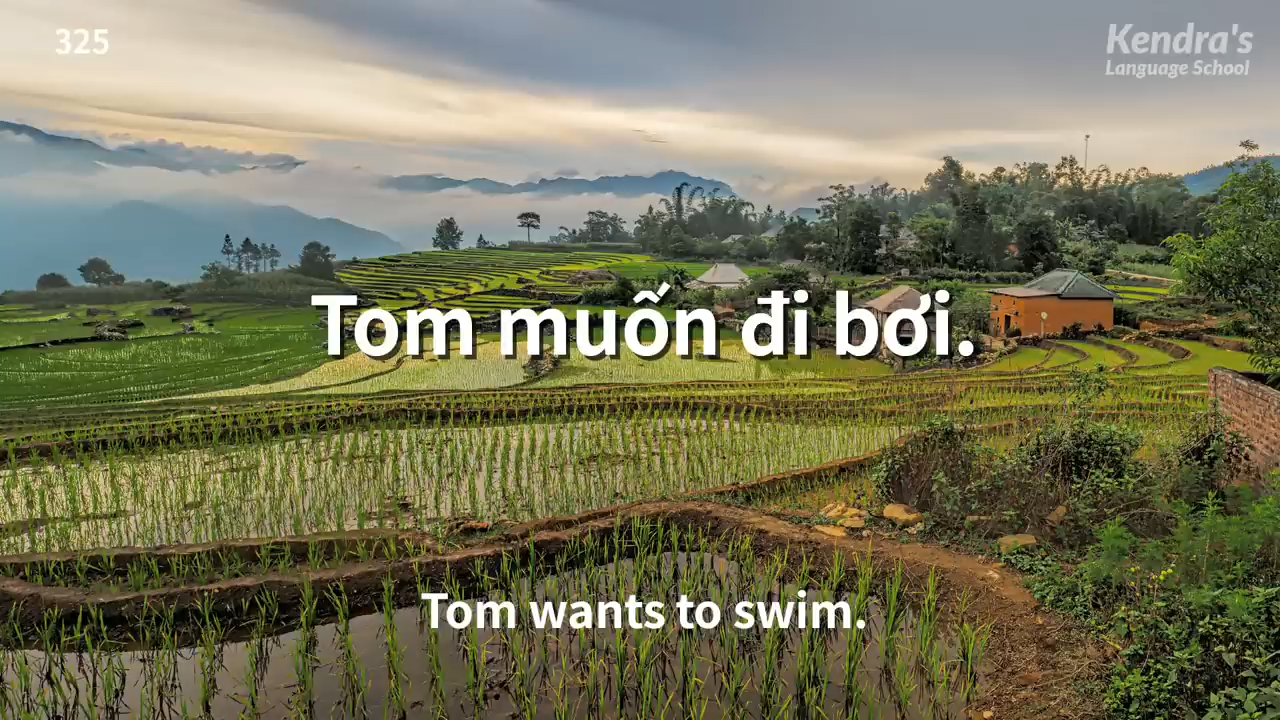 325
Kendra's
Language School
Tom muốn đi bơi.
Tom wants to swim.